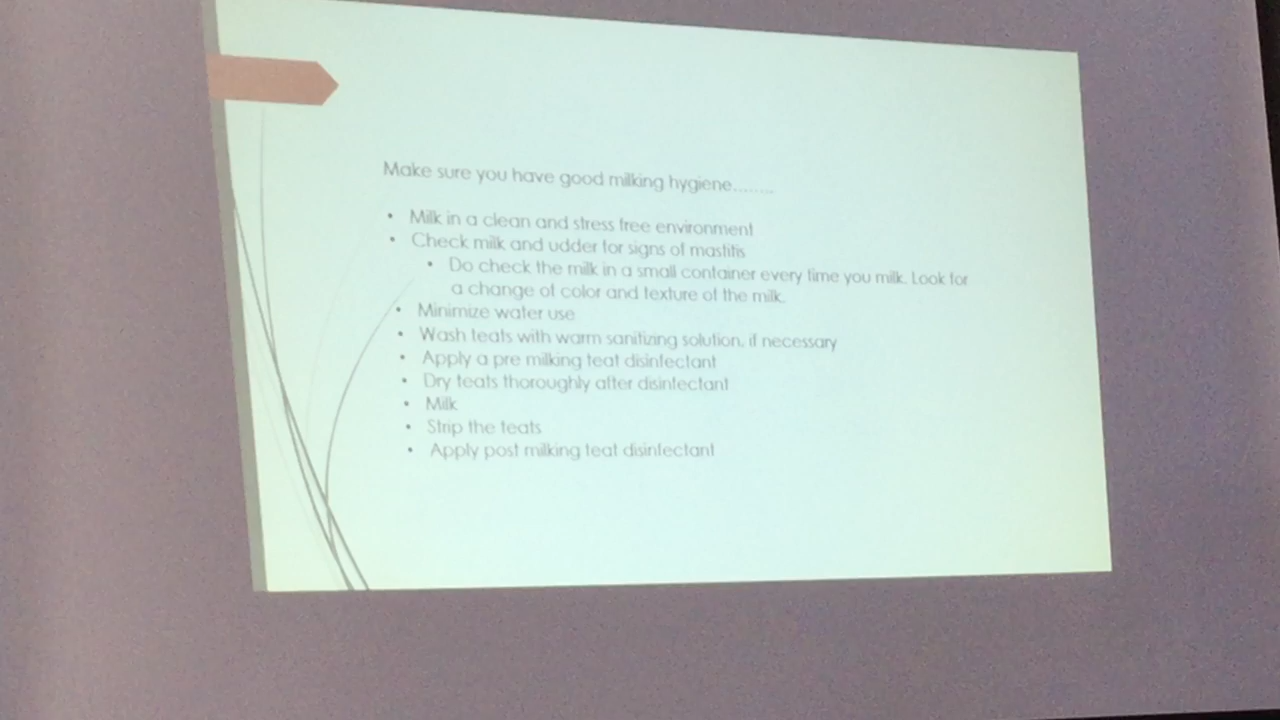 Make sure you have good milking hygiene........
• Milk in a clean and stress free environment
• Check milk and udder for signs of mastitis
• Do check the milk in a small container every time you milk. Look for
a change of color and texture of the milk.
• Minimize water use
• Wash teats with warm sanitizing solution, if necessary
• Apply a pre milking teat disinfectant
• Dry teats thoroughly after disinfectant
• Milk
• Strip the teats
• Apply post milking teat disinfectant